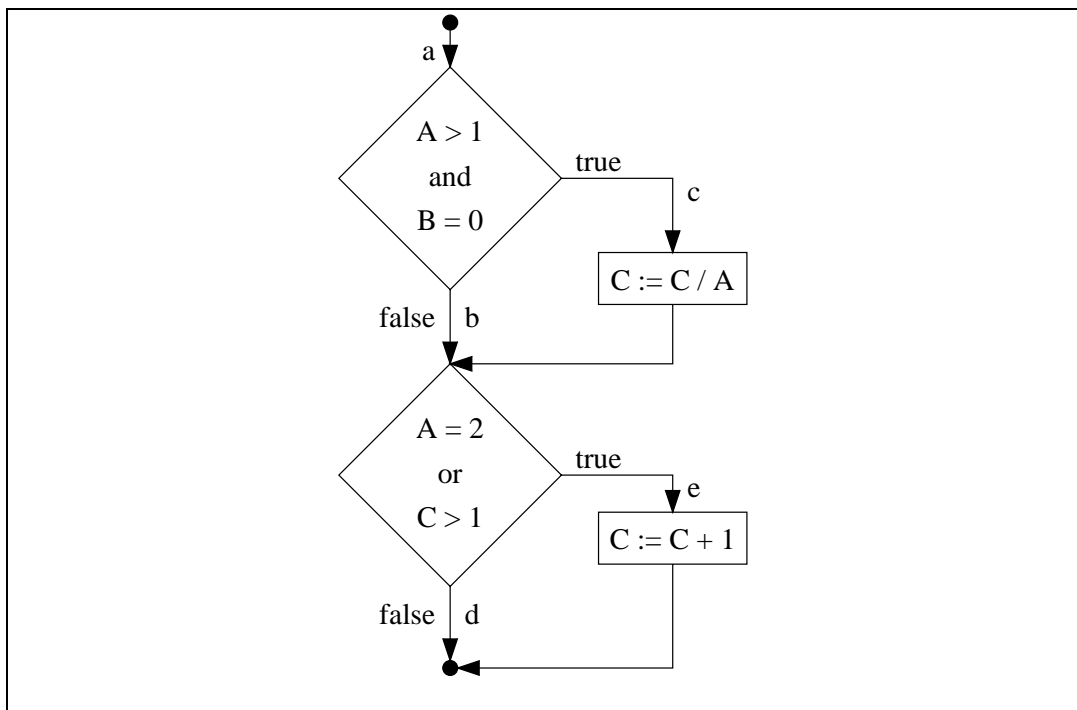 a
A > 1
and
B = 0
true
c
C := C / A
false
b
A = 2
or
C > 1
true
e
C := C + 1
false
d